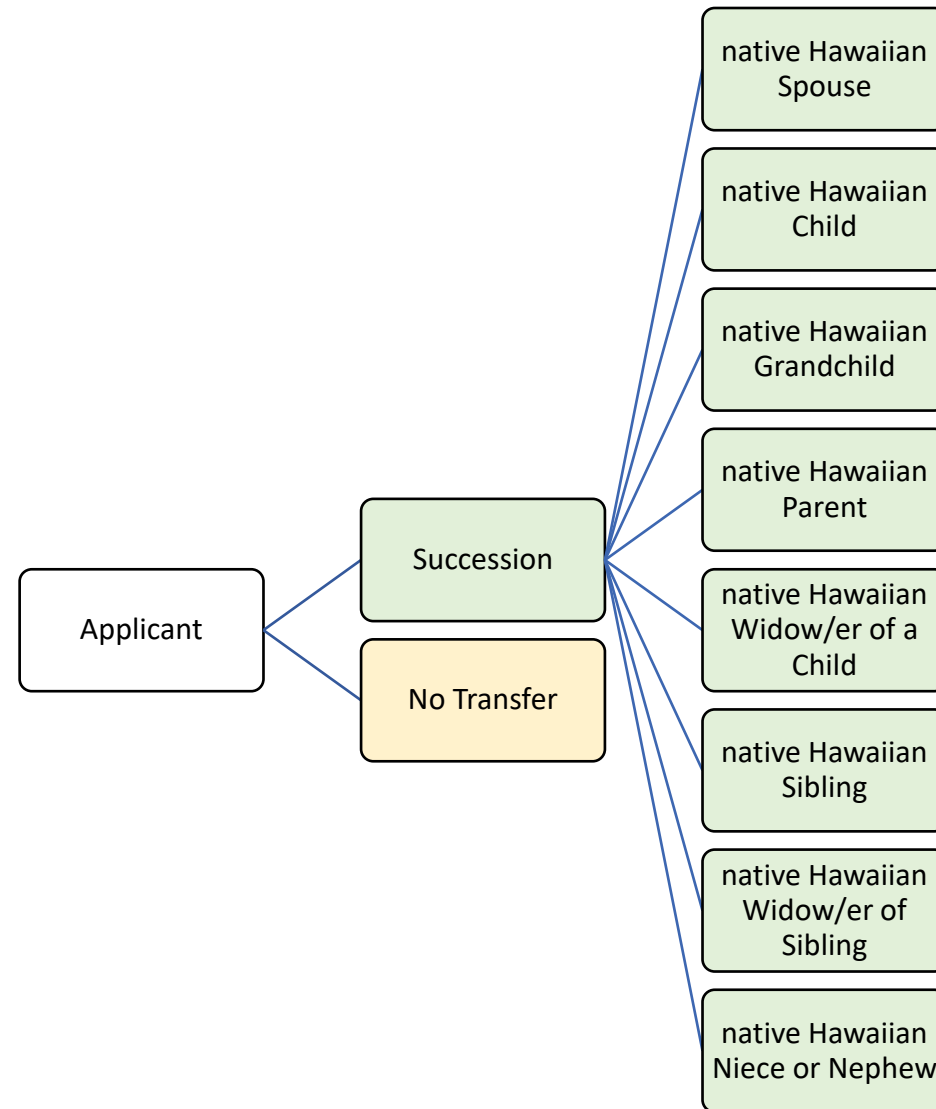 Applicant
Succession
No Transfer
native Hawaiian
Spouse
native Hawaiian
Child
native Hawaiian
Grandchild
native Hawaiian
Parent
native Hawaiian
Widow/er of a
Child
native Hawaiian
Sibling
native Hawaiian
Widow/er of
Sibling
native Hawaiian
Niece or Nephew